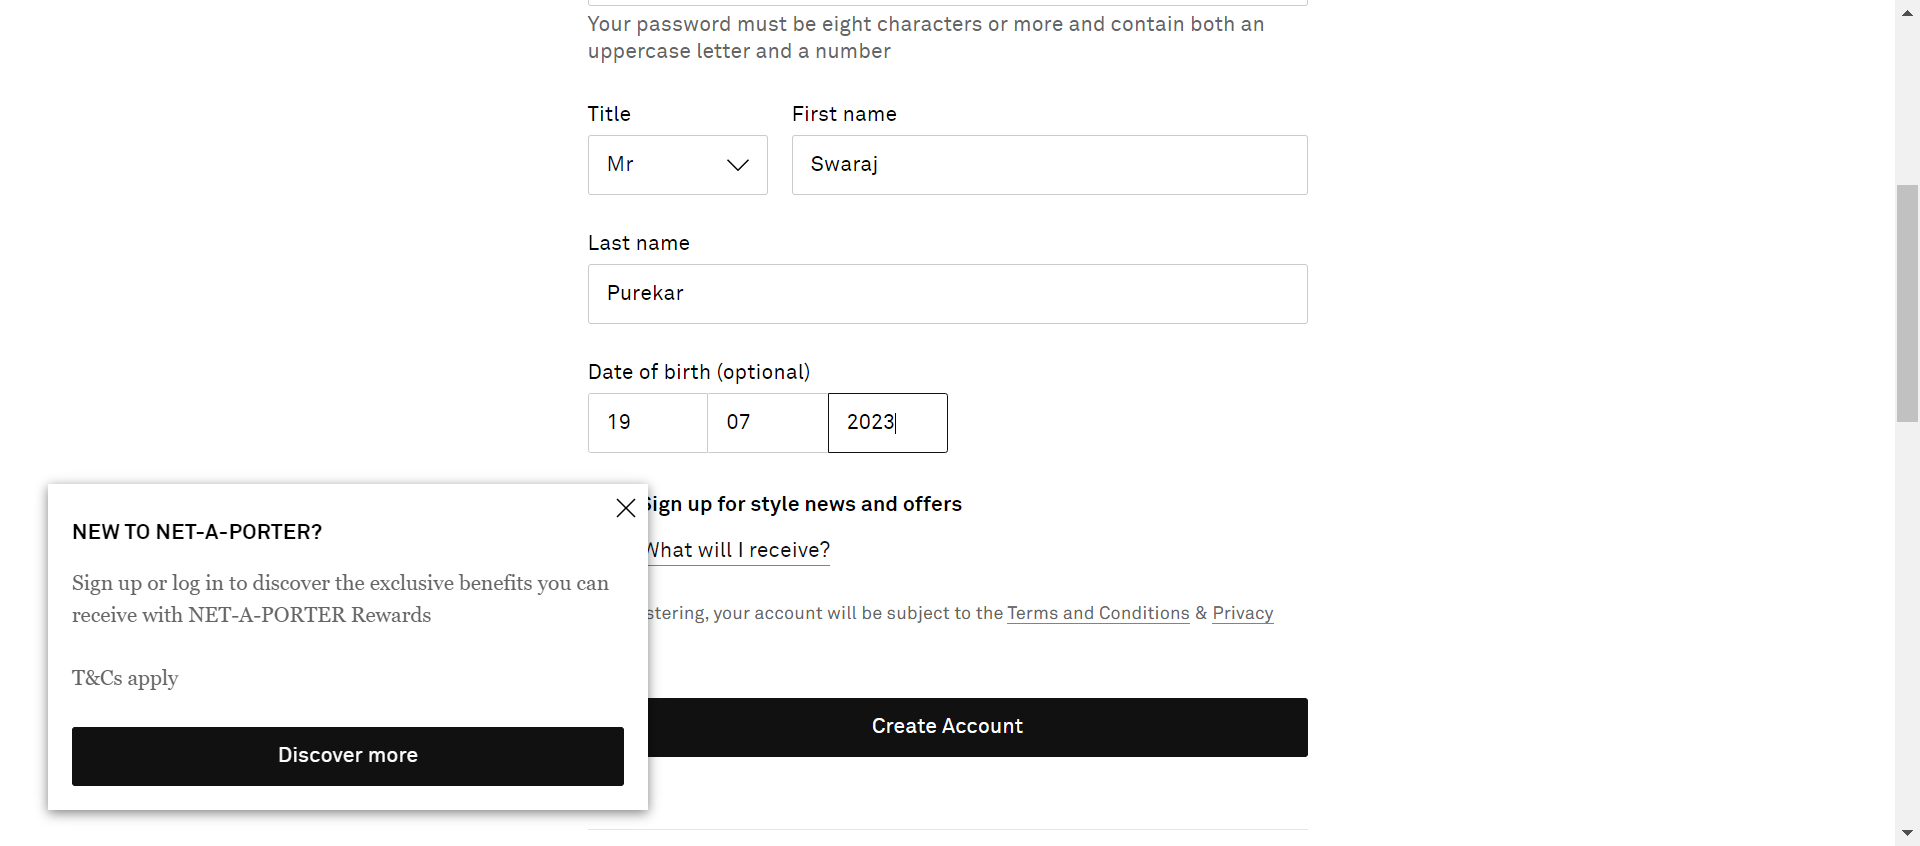 Your password must be eight characters or more and contain both an
uppercase letter and a number
Title
First name
Mr
Swaraj
Last name
Purekar
Date of birth (optional)
19
07
2023
Sign up for style news and offers
What will I receive?
stering, your account will be subject to the Terms and Conditions & Privacy
Create Account
NEW TO NET-A-PORTER?
Sign up or log in to discover the exclusive benefits you can
receive with NET-A-PORTER Rewards
T&Cs apply
Discover more